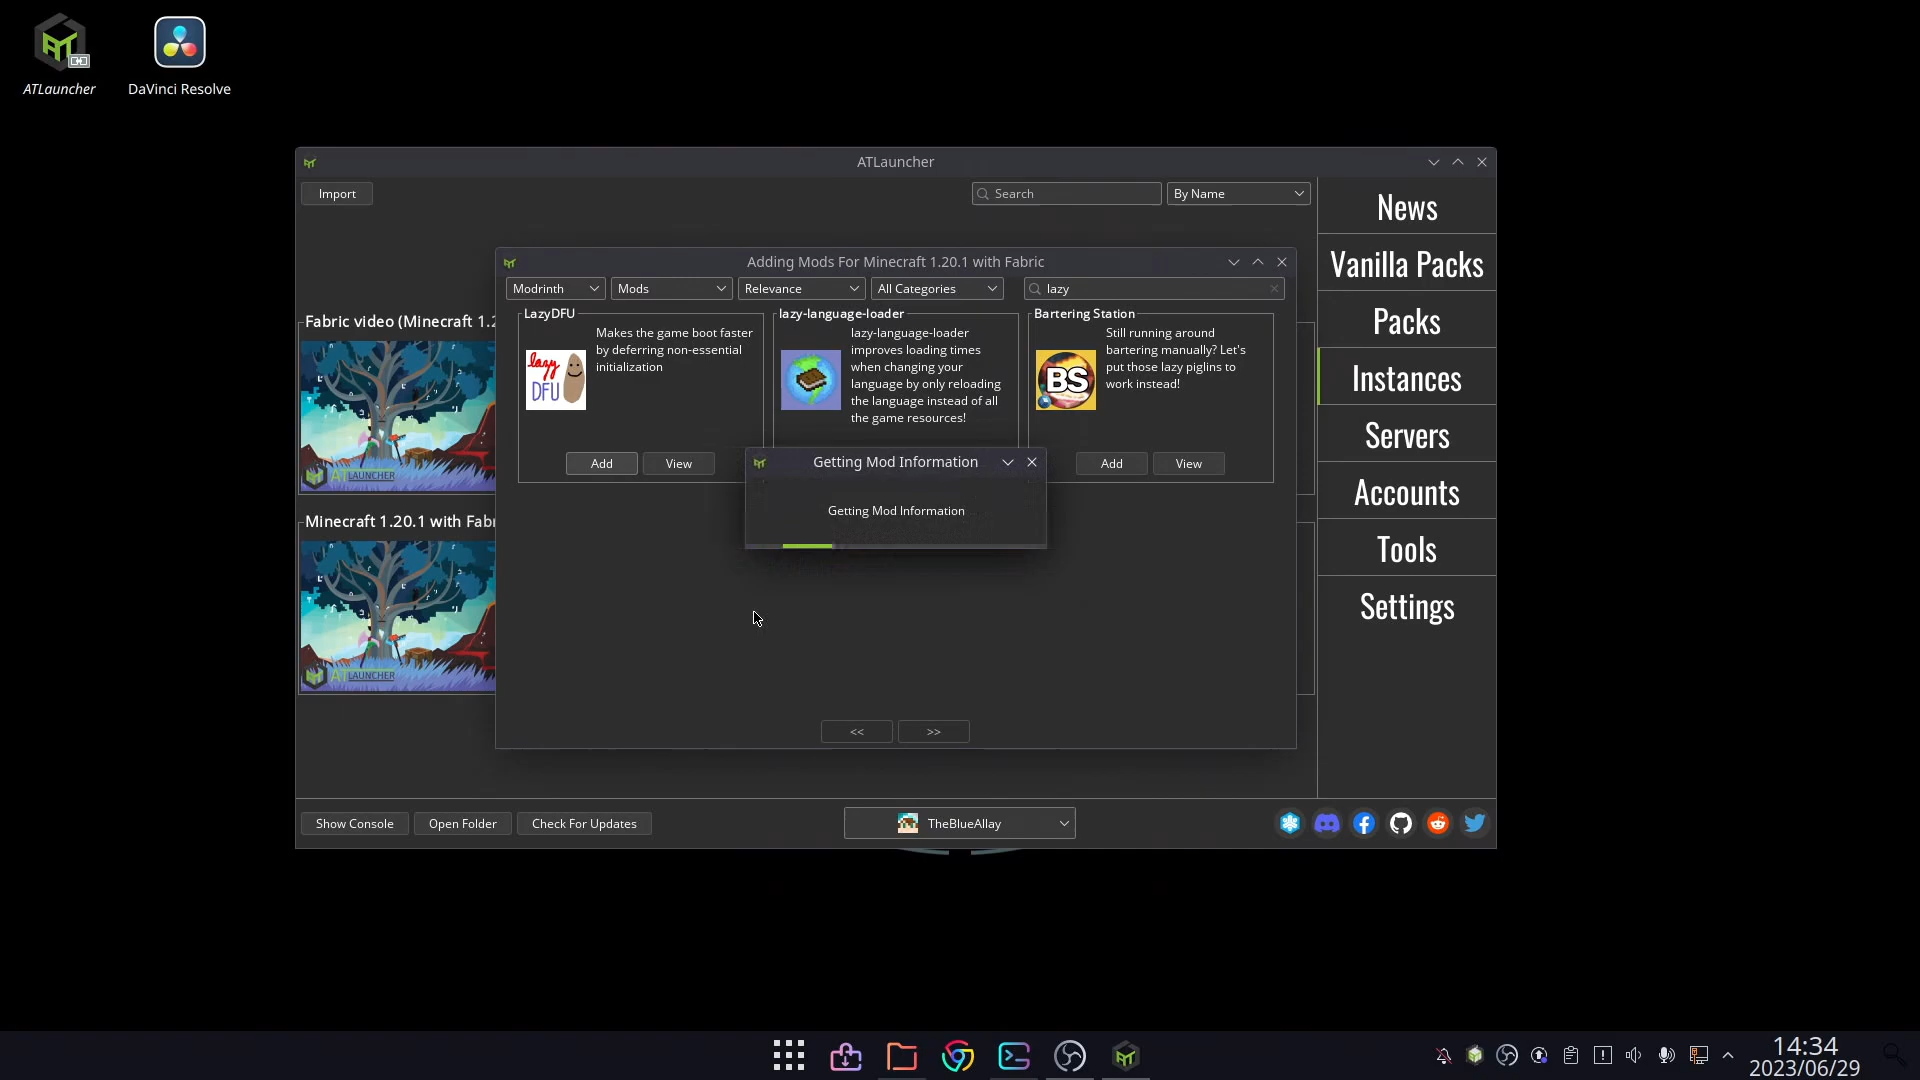 ATLauncher
DaVinci Resolve
ATLauncher
Import
Search
By Name
News
Vanilla Packs
Packs
Instances
Servers
Accounts
Tools
Settings
Fabric video (Minecraft 1.2
ATLAUNCHER
Minecraft 1.20.1 with Fabr
ATLAUNCHER
Adding Mods For Minecraft 1.20.1 with Fabric
Modrinth
Mods
Relevance
All Categories
lazy
LazyDFU
lazy DFU
Makes the game boot faster
by deferring non-essential
initialization
Add
View
lazy-language-loader
lazy-language-loader
improves loading times
when changing your
language by only reloading
the language instead of all
the game resources!
Bartering Station
BS
Still running around
bartering manually? Let's
put those lazy piglins to
work instead!
Add
View
Getting Mod Information
Getting Mod Information
<<
>>
Show Console
Open Folder
Check For Updates
TheBlueAllay
14:34
2023/06/29